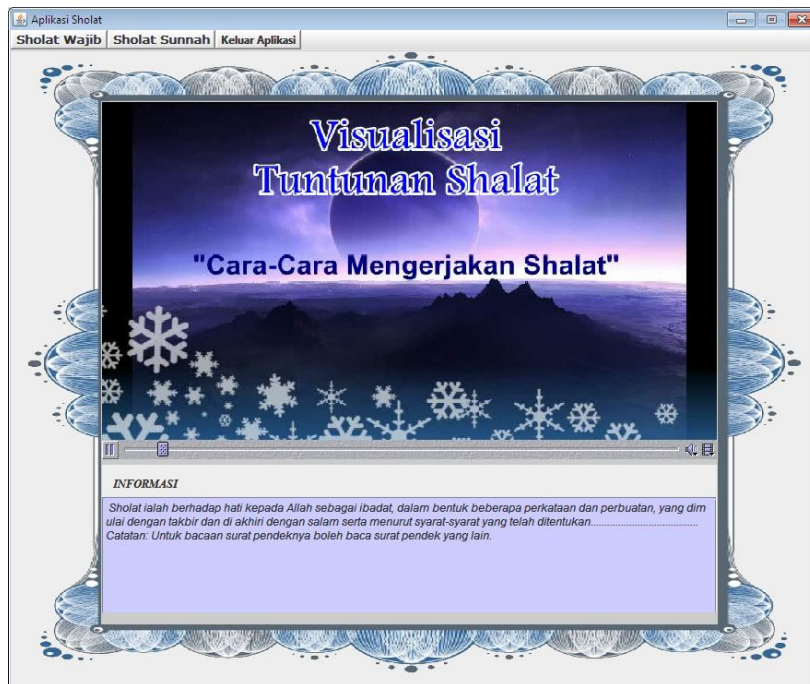 Aplikasi Sholat
Sholat Wajib Sholat Sunnah Keluar Aplikasi
Visualisasi
Tuntunan Shalat
"Cara-Cara Mengerjakan Shalat"
INFORMASI
Sholat ialah berhadap hati kepada Allah sebagai ibadat, dalam bentuk beberapa perkataan dan perbuatan, yang dim
ulai dengan takbir dan di akhiri dengan salam serta menurut syarat-syarat yang telah ditentukan....................................
Catatan: Untuk bacaan surat pendeknya boleh baca surat pendek yang lain.